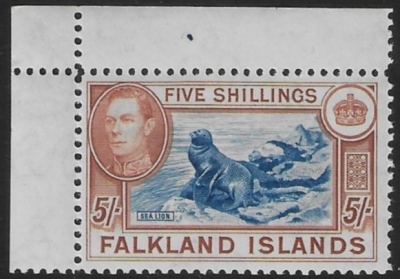 FIVE SHILLINGS
SEA LION
5/-
5/-
FALKLAND ISLANDS